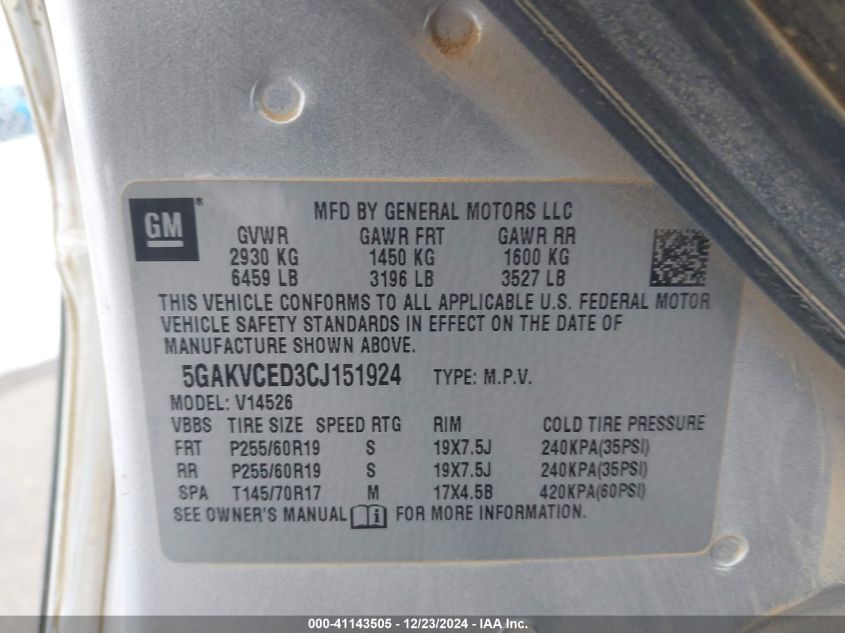 GM ®
MFD BY GENERAL MOTORS LLC
GVWR GAWR FRT GAWR RR
2930 KG 1450 KG 1600 KG
6459 LB 3196 LB 3527 LB
THIS VEHICLE CONFORMS TO ALL APPLICABLE U.S. FEDERAL MOTOR
VEHICLE SAFETY STANDARDS IN EFFECT ON THE DATE OF
MANUFACTURE SHOWN ABOVE.
5GAKVCED3CJ151924 TYPE: M.P.V.
MODEL: V14526
VBBS TIRE SIZE SPEED RTG RIM COLD TIRE PRESSURE
FRT P255/60R19 S 19X7.5J 240KPA(35PSI)
RR P255/60R19 S 19X7.5J 240KPA(35PSI)
SPA T145/70R17 M 17X4.5B 420KPA(60PSI)
SEE OWNER'S MANUAL i FOR MORE INFORMATION.
000-41143505 - 12/23/2024 - IAA Inc.